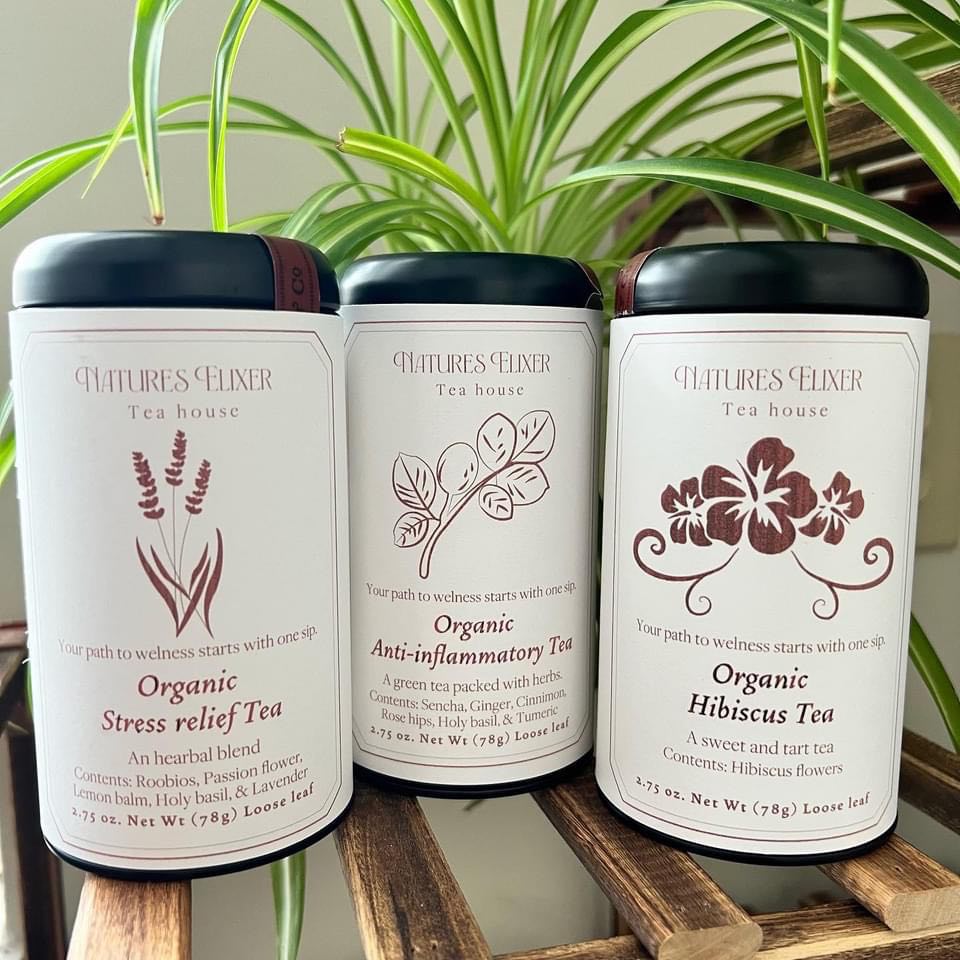 Co
NATURES ELIXER
Tea house
Your path to welness starts with one sip.
Organic
Stress relief Tea
An hearbal blend
Contents: Roobios, Passion flower,
Lemon balm, Holy basil, & Lavender
2.75 oz. Net Wt (78g) Loose leaf
NATURES ELIXER
Tea house
Your path to welness starts with one sip.
Organic
Anti-inflammatory Tea
A green tea packed with herbs.
Contents: Sencha, Ginger, Cinnimon,
Rose hips, Holy basil, & Tumeric
2.75 oz. Net Wt (78g) Loose leaf
NATURES ELIXER
Tea house
Your path to welness starts with one sip.
Organic
Hibiscus Tea
A sweet and tart tea
Contents: Hibiscus flowers
2.75 oz. Net Wt (78g) Loose leaf